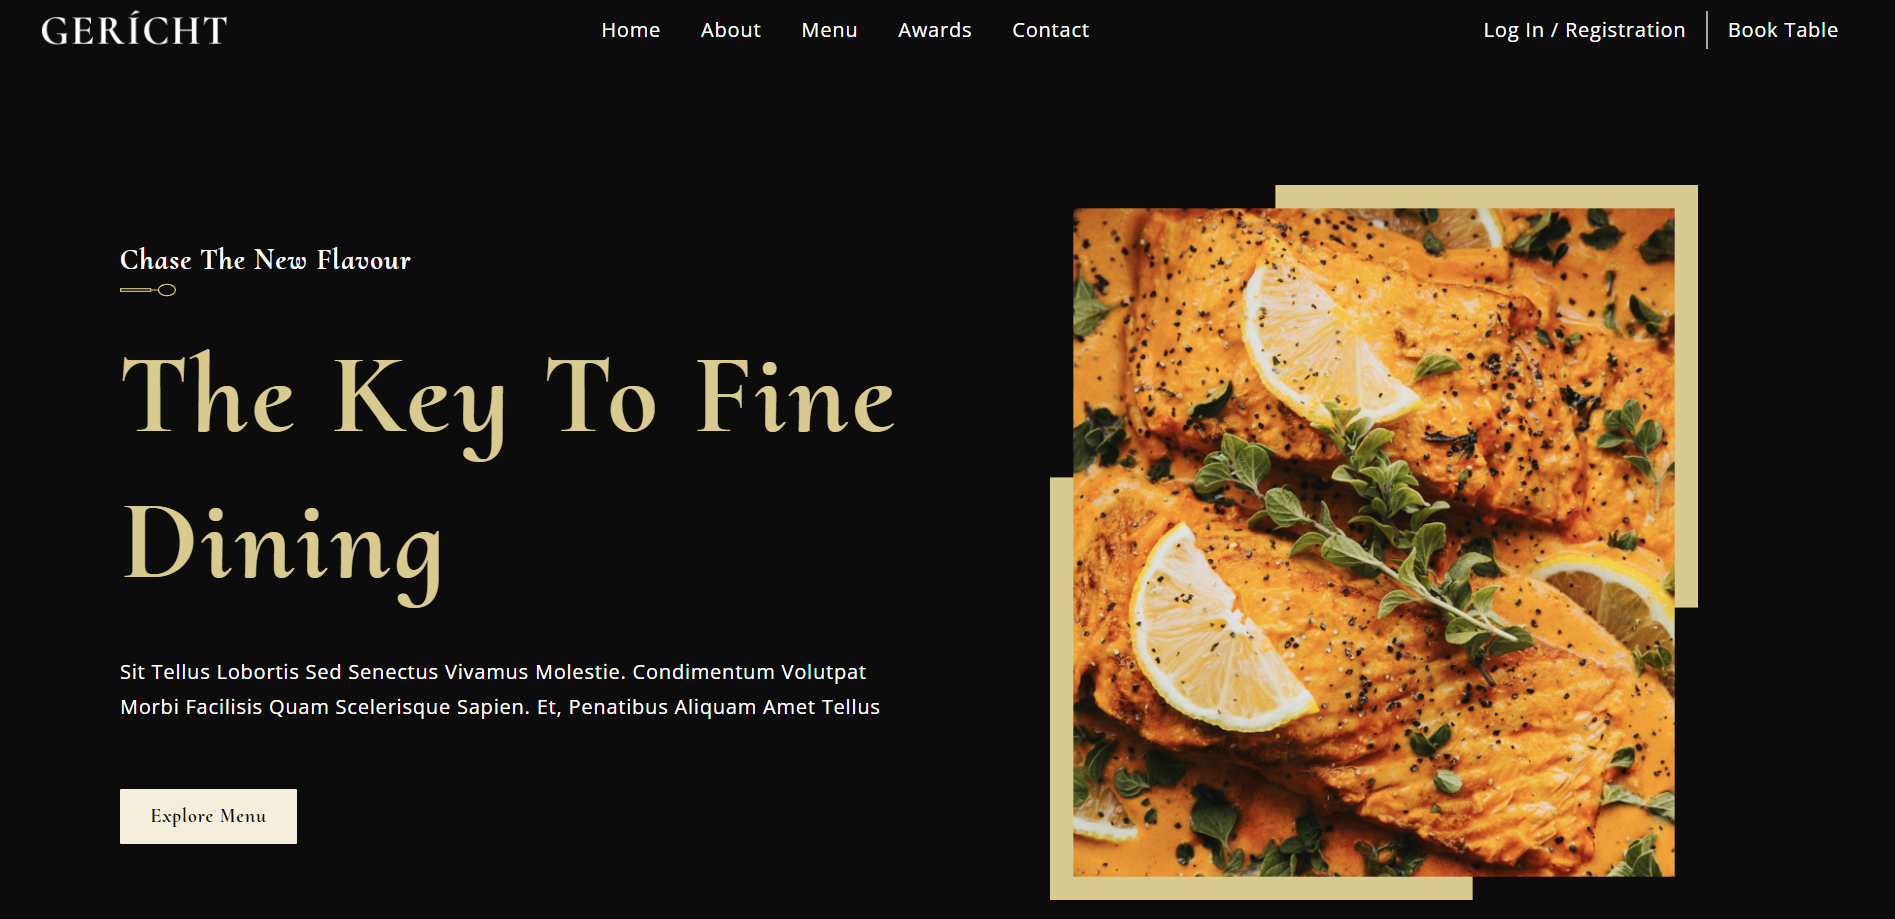 GERÍCHT
Home About Menu Awards Contact
Log In / Registration Book Table
Chase The New Flavour
The Key To Fine
Dining
Sit Tellus Lobortis Sed Senectus Vivamus Molestie. Condimentum Volutpat
Morbi Facilisis Quam Scelerisque Sapien. Et, Penatibus Aliquam Amet Tellus
Explore Menu